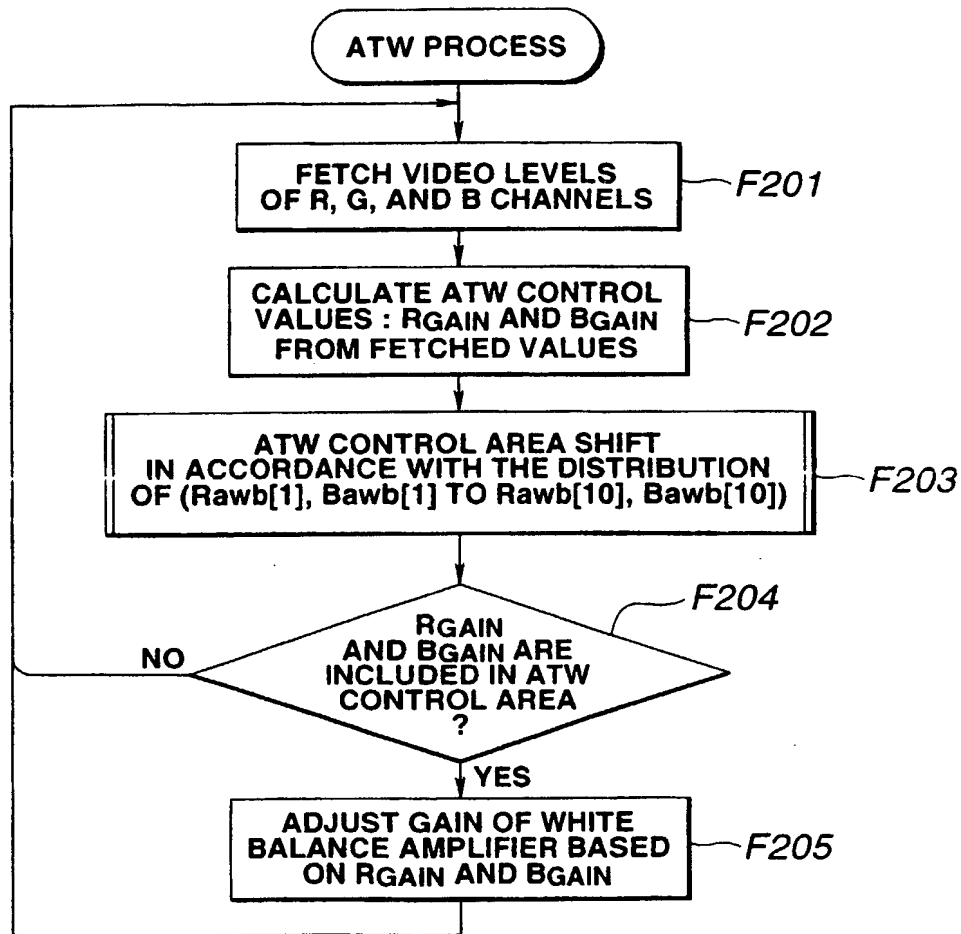 ATW PROCESS
FETCH VIDEO LEVELS
OF R, G, AND B CHANNELS
F201
CALCULATE ATW CONTROL
VALUES : RGAIN AND BGAIN
FROM FETCHED VALUES
F202
ATW CONTROL AREA SHIFT
IN ACCORDANCE WITH THE DISTRIBUTION
OF (Rawb[1], Bawb[1] TO Rawb[10], Bawb[10])
F203
RGAIN
AND BGAIN ARE
INCLUDED IN ATW
CONTROL AREA
?
F204
NO
YES
ADJUST GAIN OF WHITE
BALANCE AMPLIFIER BASED
ON RGAIN AND BGAIN
F205